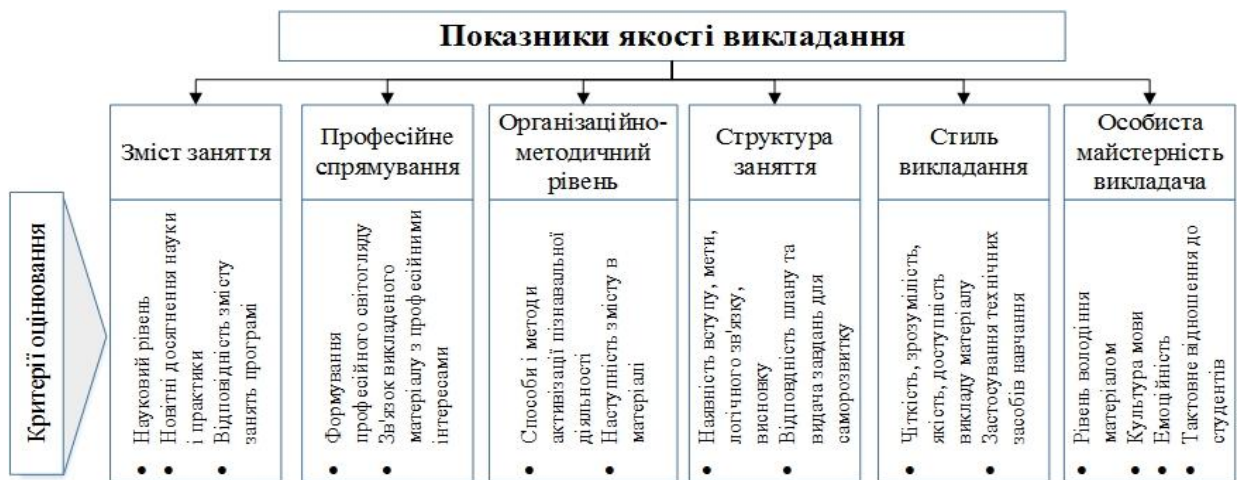 Показники якості викладання
Зміст заняття
Професійне
спрямування
Організаційно-
методичний
рівень
Структура
заняття
Стиль
викладання
Особиста
майстерність
викладача
Критерії оцінювання
• Науковий рівень
• Новітні досягнення науки
і практики
• Відповідність змісту
занять програмі
• Формування
професійного світогляду
• Зв'язок викладеного
матеріалу з професійними
інтересами
• Способи і методи
активізації пізнавальної
діяльності
• Наступність змісту в
матеріалі
• Наявність вступу, мети,
логічного зв'язку,
висновку
• Відповідність плану та
видача завдань для
саморозвитку
• Чіткість, зрозумілість,
якість, доступність
викладу матеріалу
• Застосування технічних
засобів навчання
• Рівень володіння
матеріалом
• Культура мови
• Емоційність
• Тактовне відношення до
студентів